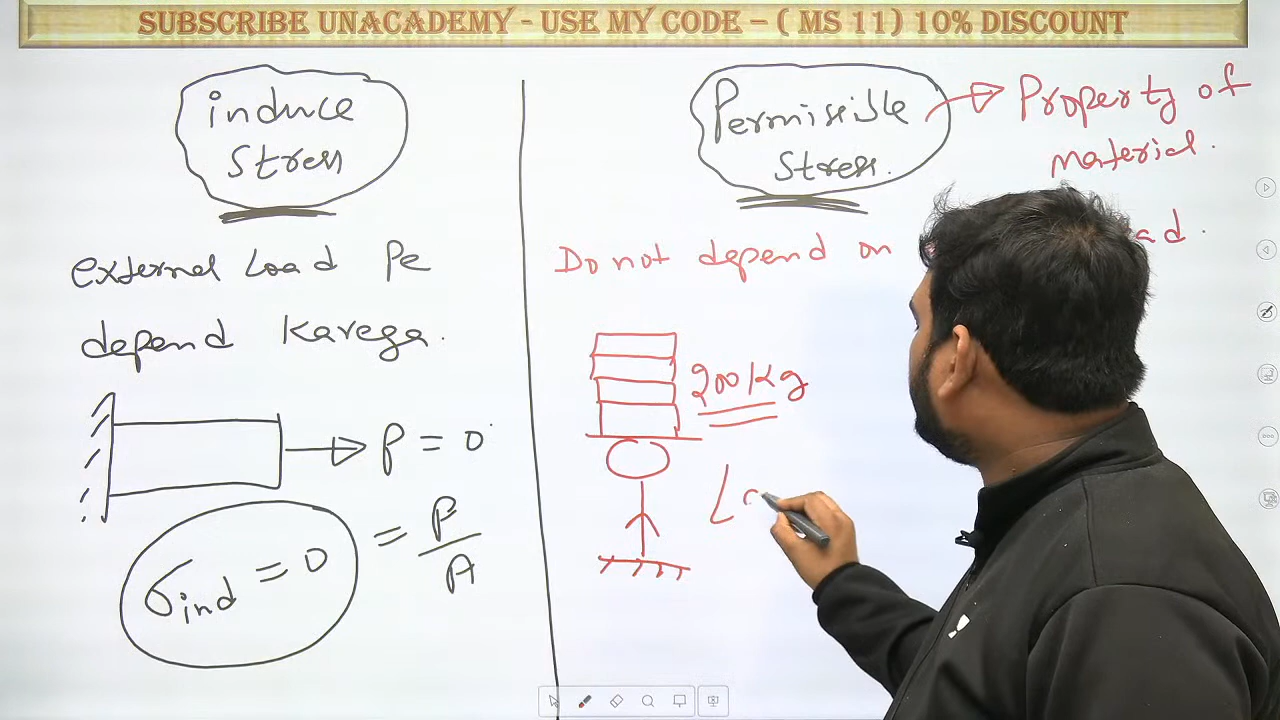 SUBSCRIBE UNACADEMY - USE MY CODE – ( MS 11) 10% DISCOUNT
induce
Stress
external Load Pe
depend Karega.
P = 0
σind = 0 = P/A
Permissible
Stress.
Property of
material.
Do not depend on
200 kg